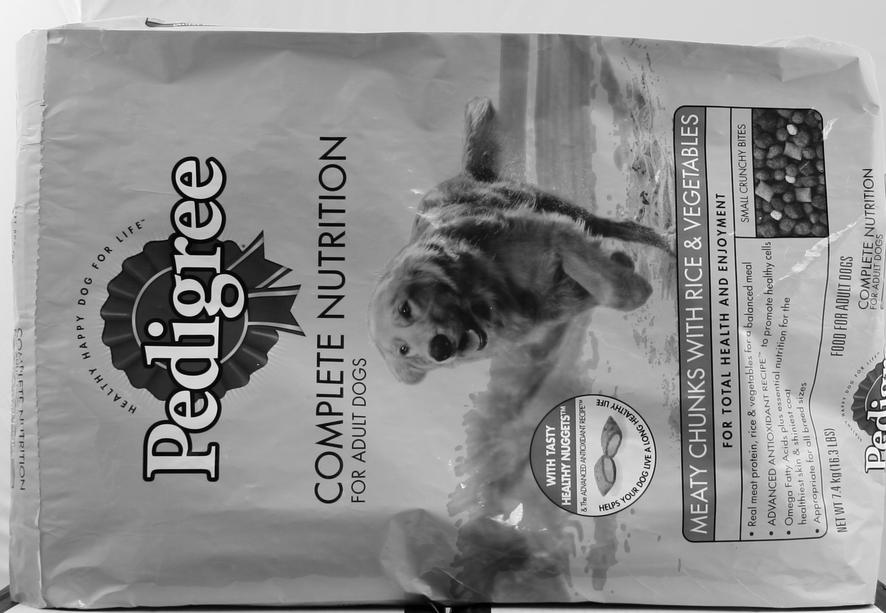 HEALTHY HAPPY DOG FOR LIFE™
Pedigree®
COMPLETE NUTRITION
FOR ADULT DOGS
WITH TASTY
HEALTHY NUGGETS™
& The ADVANCED ANTIOXIDANT RECIPE™
HELPS YOUR DOG LIVE A LONG HEALTHY LIFE
MEATY CHUNKS WITH RICE & VEGETABLES
FOR TOTAL HEALTH AND ENJOYMENT
SMALL CRUNCHY BITES
• Real meat protein, rice & vegetables for a balanced meal
• ADVANCED ANTIOXIDANT RECIPE™ to promote healthy cells
• Omega Fatty Acids plus essential nutrition for the
healthiest skin & shiniest coat
• Appropriate for all breed sizes
NET WT 7.4 kg (16.3 LBS)
FOOD FOR ADULT DOGS
COMPLETE NUTRITION
FOR ADULT DOGS
COMPLETE NUTRITION